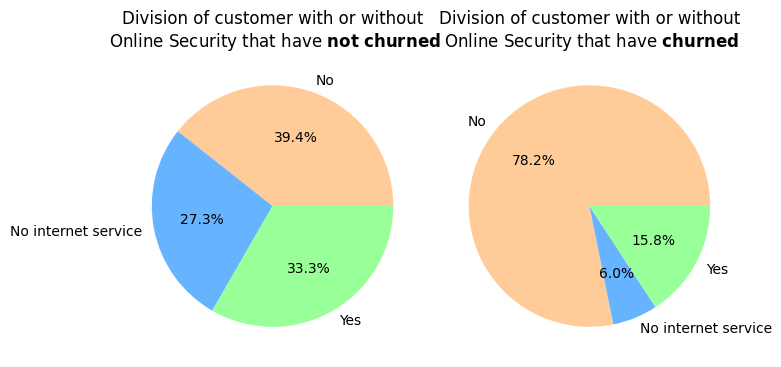 Division of customer with or without
Online Security that have not churned
No
39.4%
27.3%
No internet service
33.3%
Yes
Division of customer with or without
Online Security that have churned
No
78.2%
15.8%
6.0%
Yes
No internet service